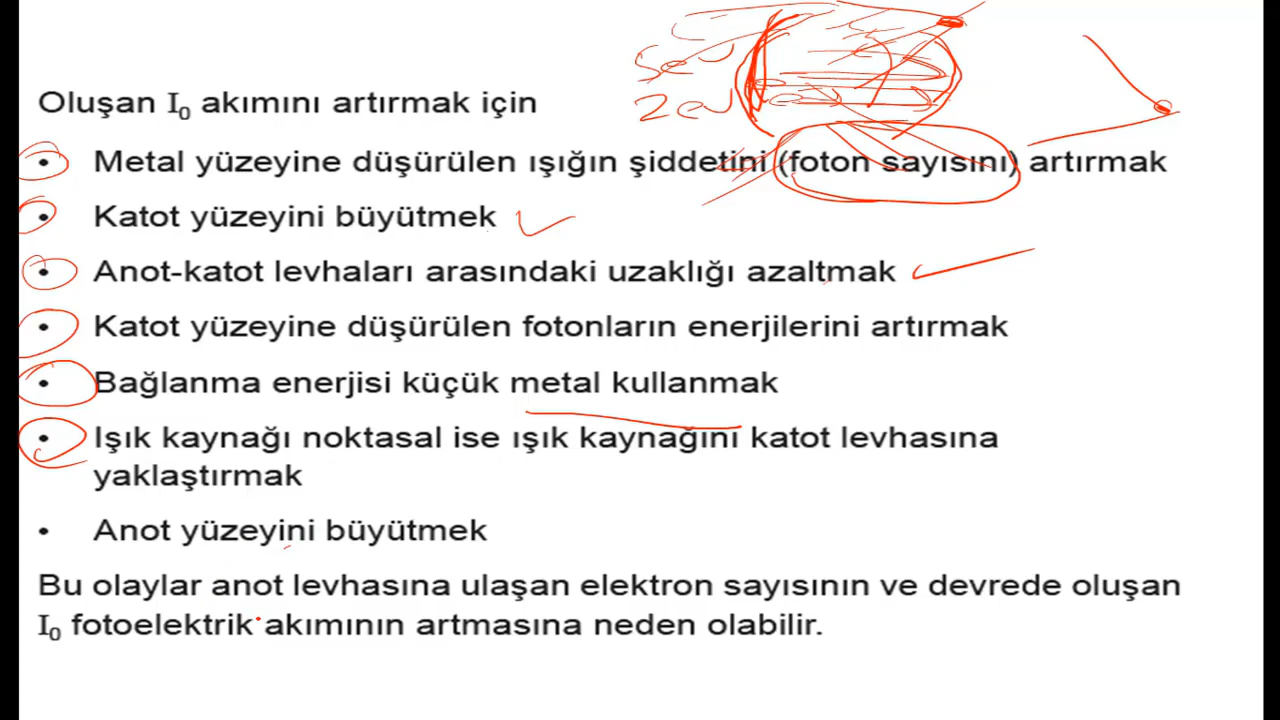 5eV
2eV
Oluşan I₀ akımını artırmak için
• Metal yüzeyine düşürülen ışığın şiddetini (foton sayısını) artırmak
• Katot yüzeyini büyütmek
• Anot-katot levhaları arasındaki uzaklığı azaltmak
• Katot yüzeyine düşürülen fotonların enerjilerini artırmak
• Bağlanma enerjisi küçük metal kullanmak
• Işık kaynağı noktasal ise ışık kaynağını katot levhasına
yaklaştırmak
• Anot yüzeyini büyütmek
Bu olaylar anot levhasına ulaşan elektron sayısının ve devrede oluşan
I₀ fotoelektrik akımının artmasına neden olabilir.